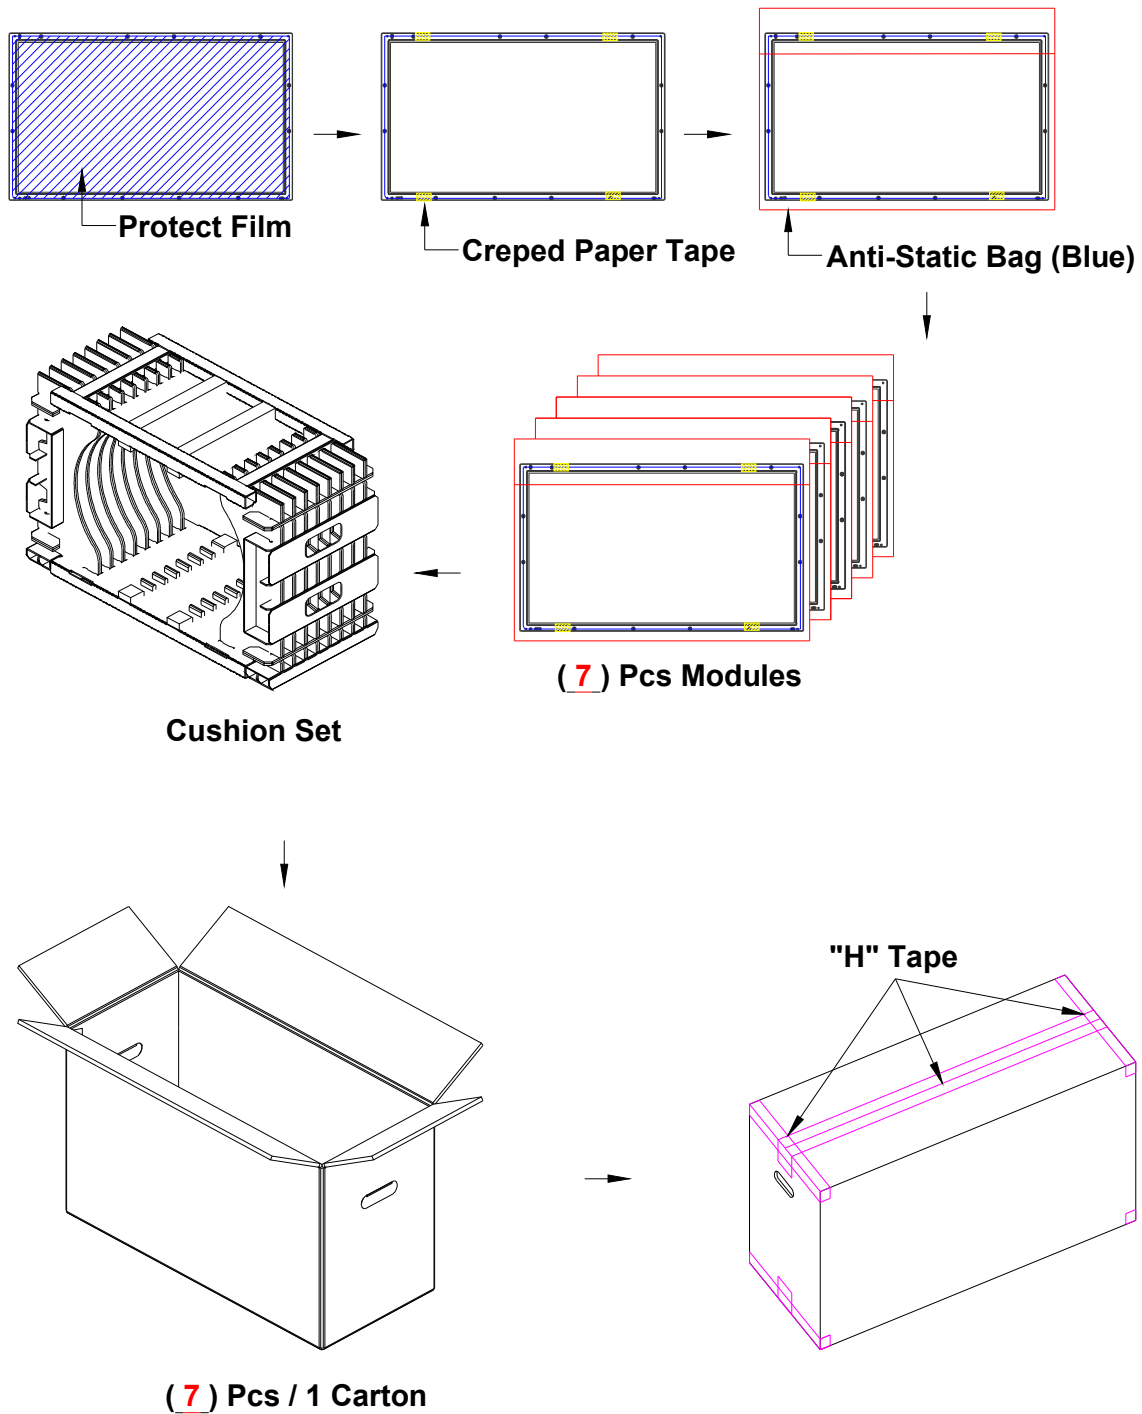 Protect Film
Creped Paper Tape
Anti-Static Bag (Blue)
( 7 ) Pcs Modules
Cushion Set
"H" Tape
( 7 ) Pcs / 1 Carton